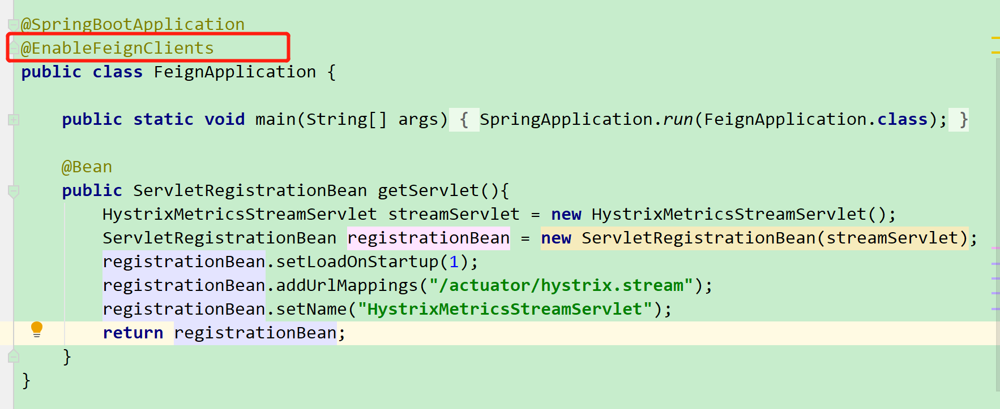 @SpringBootApplication
@EnableFeignClients
public class FeignApplication {
public static void main(String[] args) { SpringApplication.run(FeignApplication.class); }
@Bean
public ServletRegistrationBean getServlet(){
HystrixMetricsStreamServlet streamServlet = new HystrixMetricsStreamServlet();
ServletRegistrationBean registrationBean = new ServletRegistrationBean(streamServlet);
registrationBean.setLoadOnStartup(1);
registrationBean.addUrlMappings("/actuator/hystrix.stream");
registrationBean.setName("HystrixMetricsStreamServlet");
return registrationBean;
}
}